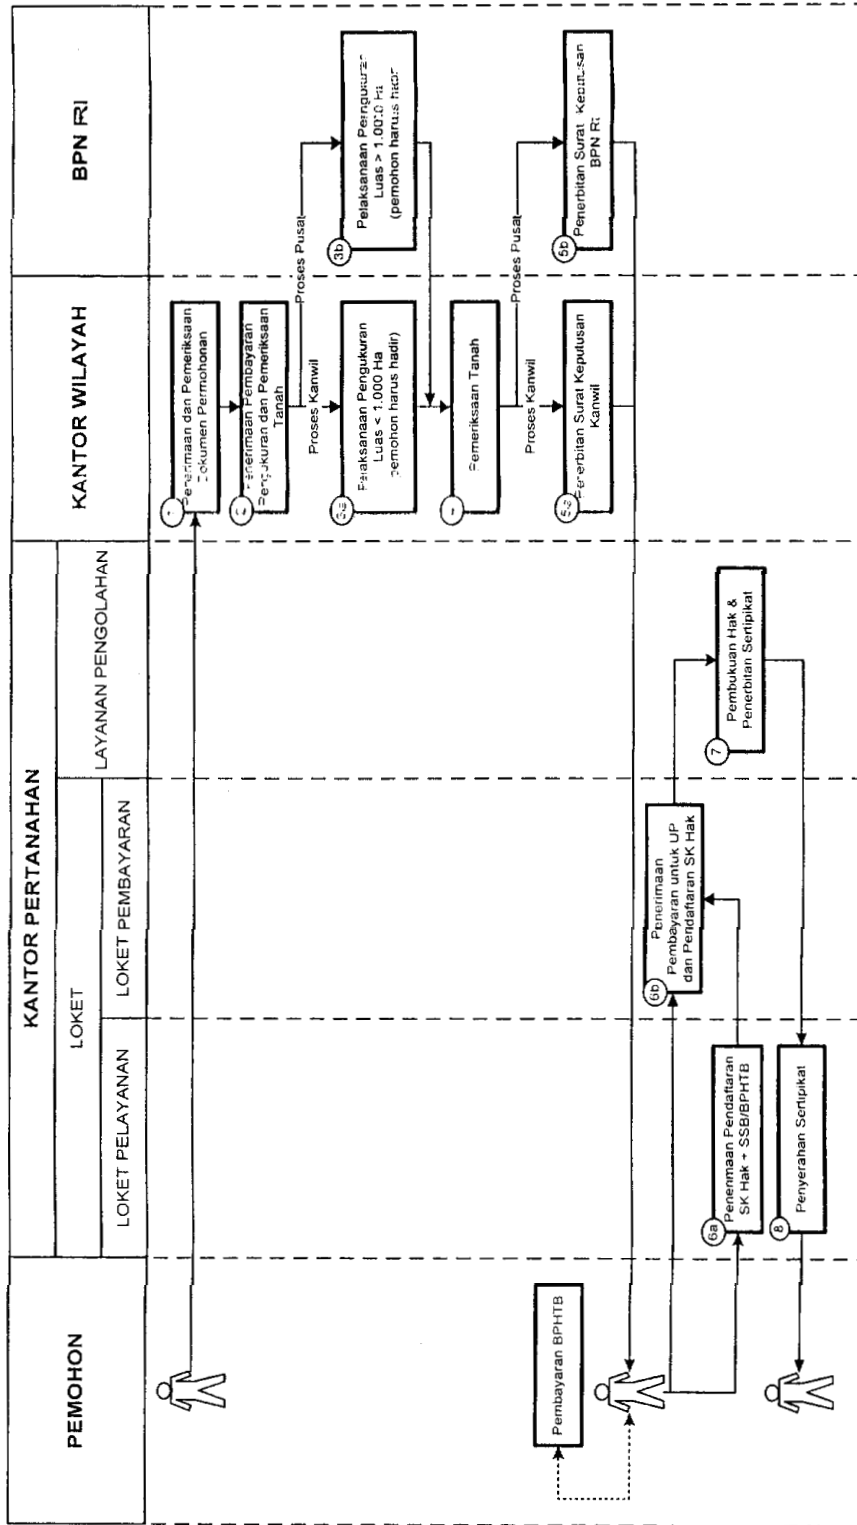 PEMOHON
KANTOR PERTANAHAN
LOKET
LOKET PELAYANAN
LOKET PEMBAYARAN
LAYANAN PENGOLAHAN
KANTOR WILAYAH
BPN RI
1
Penerimaan dan Pemeriksaan
Dokumen Permohonan
2
Penerimaan Pembayaran
Pengukuran dan Pemeriksaan
Tanah
Proses Pusat
Proses Kanwil
3a
Pelaksanaan Pengukuran
Luas < 1.000 Ha
(pemohon harus hadir)
3b
Pelaksanaan Pengukuran
Luas > 1.000 Ha
(pemohon harus hadir)
4
Pemeriksaan Tanah
Proses Pusat
Proses Kanwil
5a
Penerbitan Surat Keputusan
Kanwil
5b
Penerbitan Surat Keputusan
BPN RI
Pembayaran BPHTB
6b
Penerimaan
Pembayaran untuk UP
dan Pendaftaran SK Hak
6a
Penerimaan Pendaftaran
SK Hak + SSB/BPHTB
7
Pembukuan Hak &
Penerbitan Sertipikat
8
Penyerahan Sertipikat